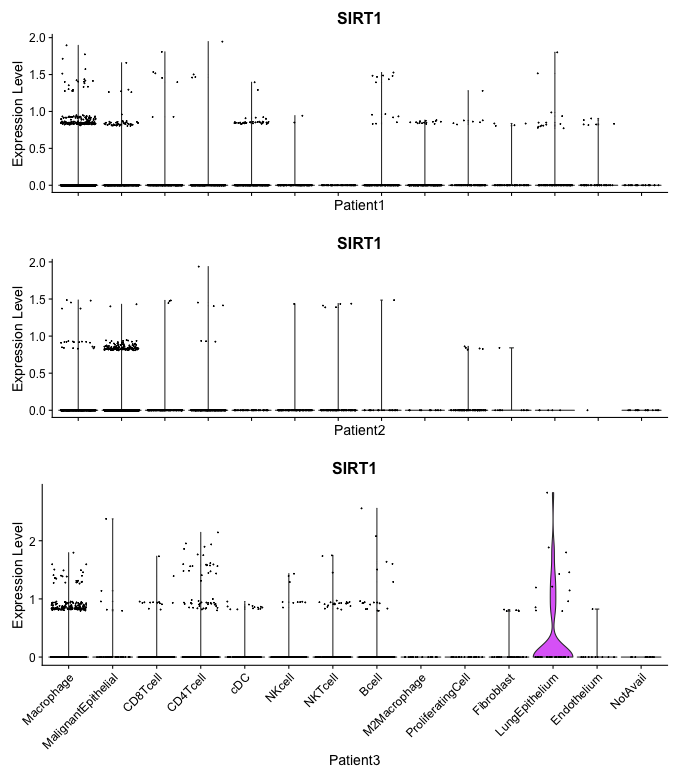 SIRT1
Expression Level
2.0
1.5
1.0
0.5
0.0
Patient1
SIRT1
Expression Level
2.0
1.5
1.0
0.5
0.0
Patient2
SIRT1
Expression Level
2
1
0
Macrophage
MalignantEpithelial
CD8Tcell
CD4Tcell
cDC
NKcell
NKTcell
Bcell
M2Macrophage
ProliferatingCell
Fibroblast
LungEpithelium
Endothelium
NotAvail
Patient3